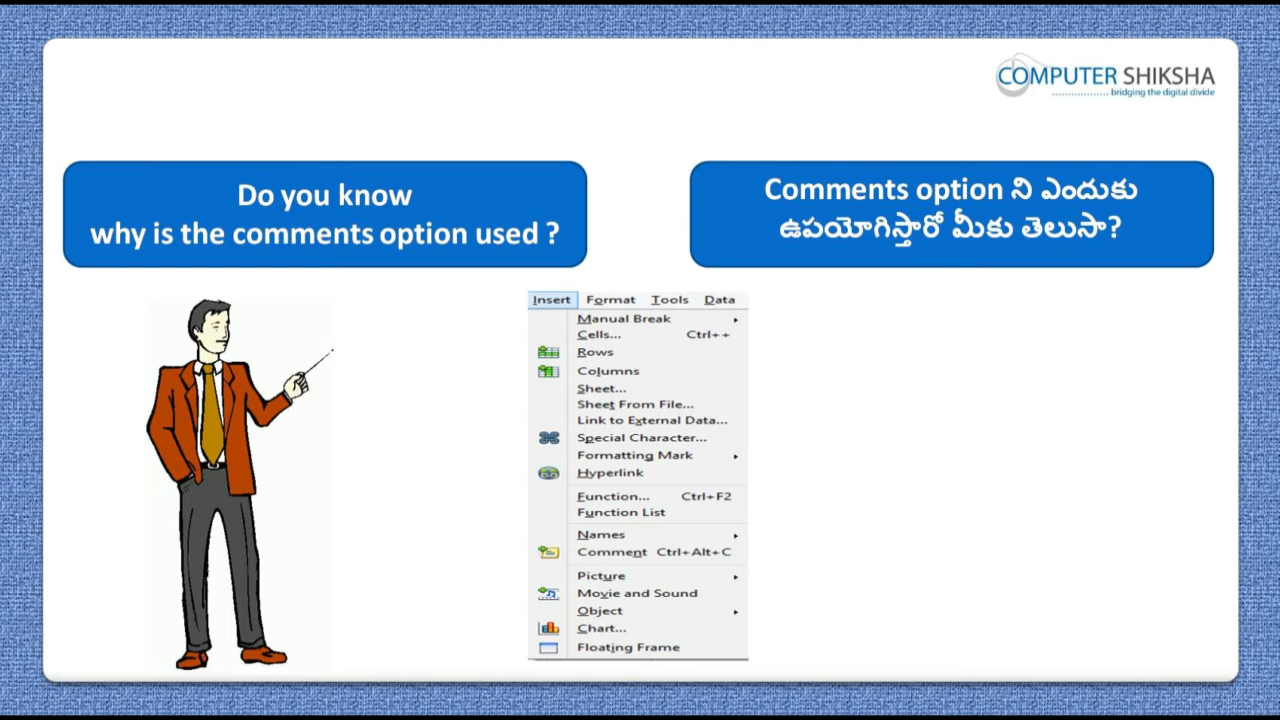 COMPUTER SHIKSHA
.................. bridging the digital divide
Do you know
why is the comments option used ?
Comments option ని ఎందుకు
ఉపయోగిస్తారో మీకు తెలుసా?
Insert Format Tools Data
Manual Break
Cells... Ctrl++
Rows
Columns
Sheet...
Sheet From File...
Link to External Data...
Special Character...
Formatting Mark
Hyperlink
Function... Ctrl+F2
Function List
Names
Comment Ctrl+Alt+C
Picture
Movie and Sound
Object
Chart...
Floating Frame